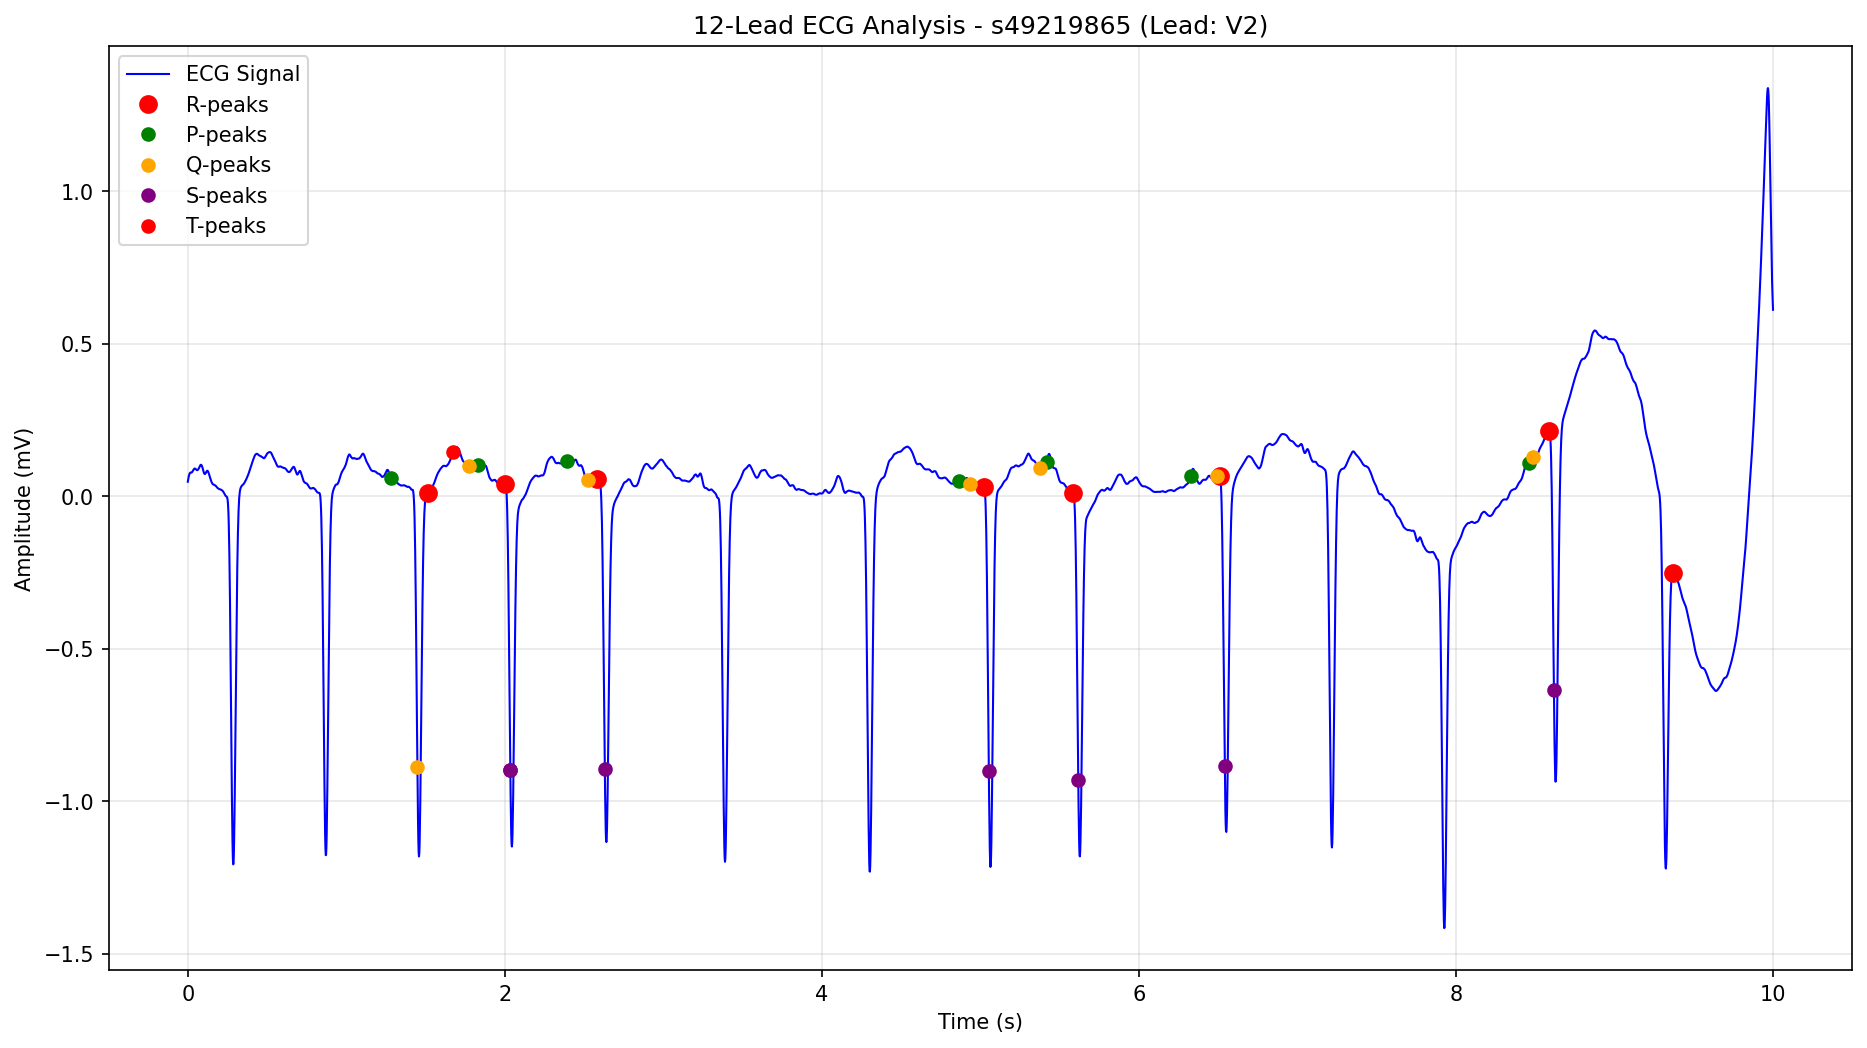 12-Lead ECG Analysis - s49219865 (Lead: V2)
ECG Signal
R-peaks
P-peaks
Q-peaks
S-peaks
T-peaks
Amplitude (mV)
1.0
0.5
0.0
−0.5
−1.0
−1.5
0 2 4 6 8 10
Time (s)